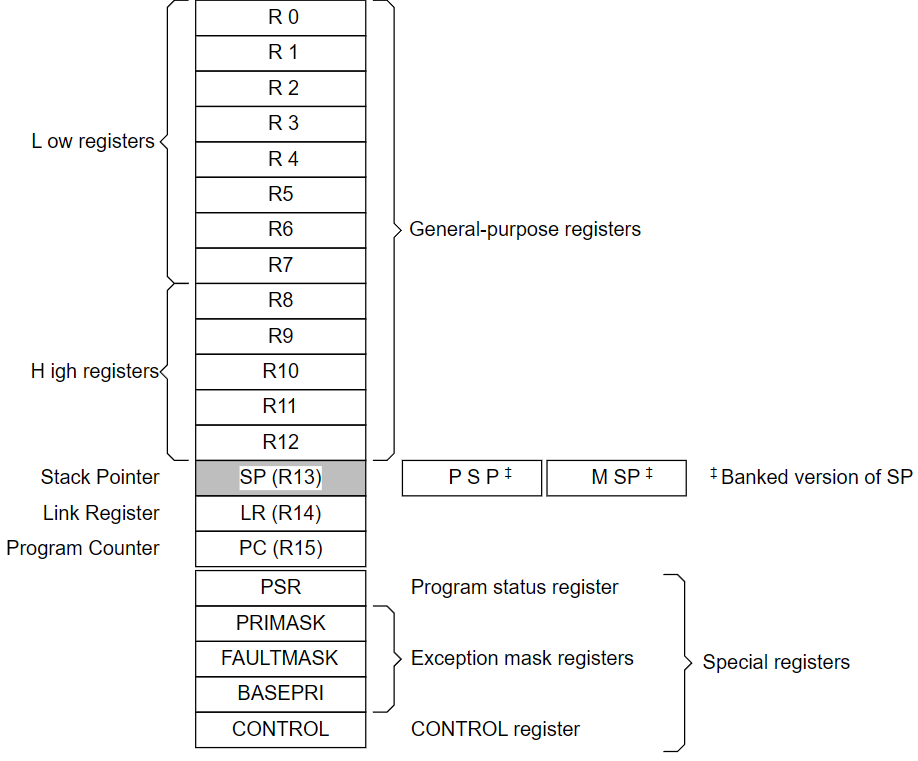 R 0
R 1
R 2
R 3
L ow registers
R 4
R5
R6
General-purpose registers
R7
R8
R9
H igh registers
R10
R11
R12
Stack Pointer SP (R13) P S P ‡ M SP ‡ ‡ Banked version of SP
Link Register LR (R14)
Program Counter PC (R15)
PSR Program status register
PRIMASK
FAULTMASK Exception mask registers Special registers
BASEPRI
CONTROL CONTROL register